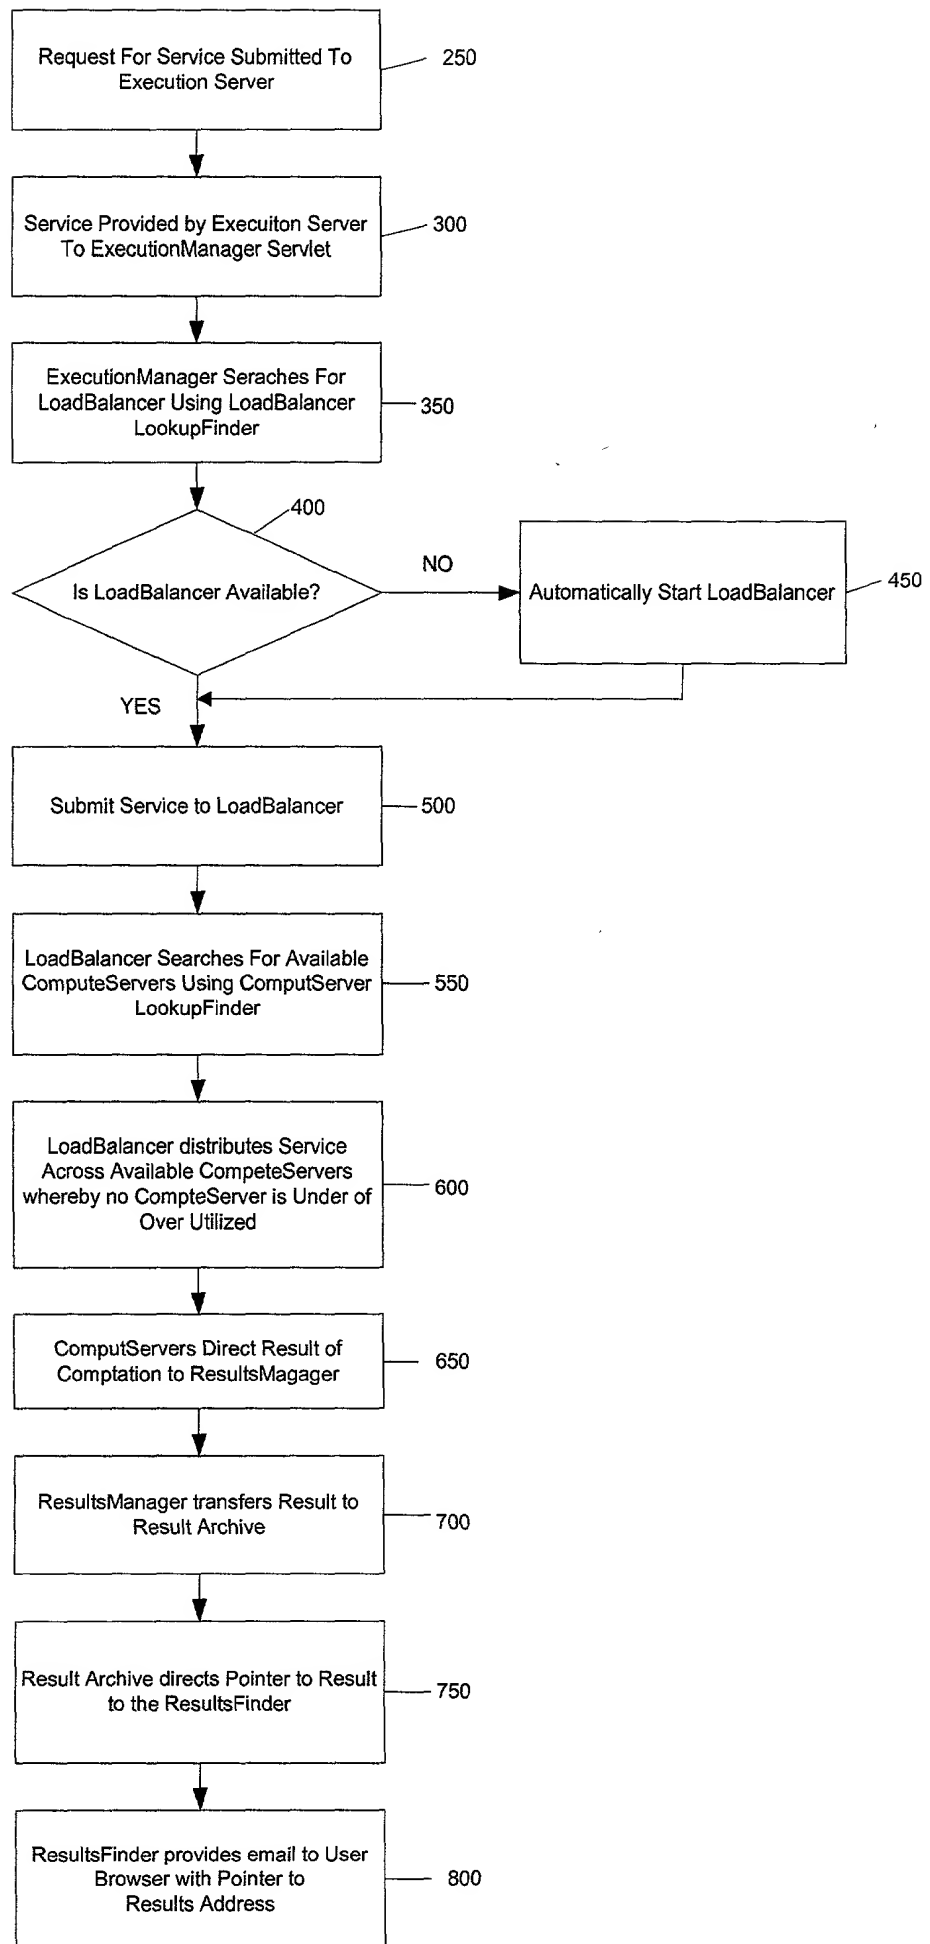 Request For Service Submitted To
Execution Server
250
Service Provided by Execuiton Server
To ExecutionManager Servlet
300
ExecutionManager Seraches For
LoadBalancer Using LoadBalancer
LookupFinder
350
400
Is LoadBalancer Available?
NO
Automatically Start LoadBalancer
450
YES
Submit Service to LoadBalancer
500
LoadBalancer Searches For Available
ComputeServers Using ComputServer
LookupFinder
550
LoadBalancer distributes Service
Across Available CompeteServers
whereby no CompteServer is Under of
Over Utilized
600
ComputServers Direct Result of
Comptation to ResultsMagager
650
ResultsManager transfers Result to
Result Archive
700
Result Archive directs Pointer to Result
to the ResultsFinder
750
ResultsFinder provides email to User
Browser with Pointer to
Results Address
800